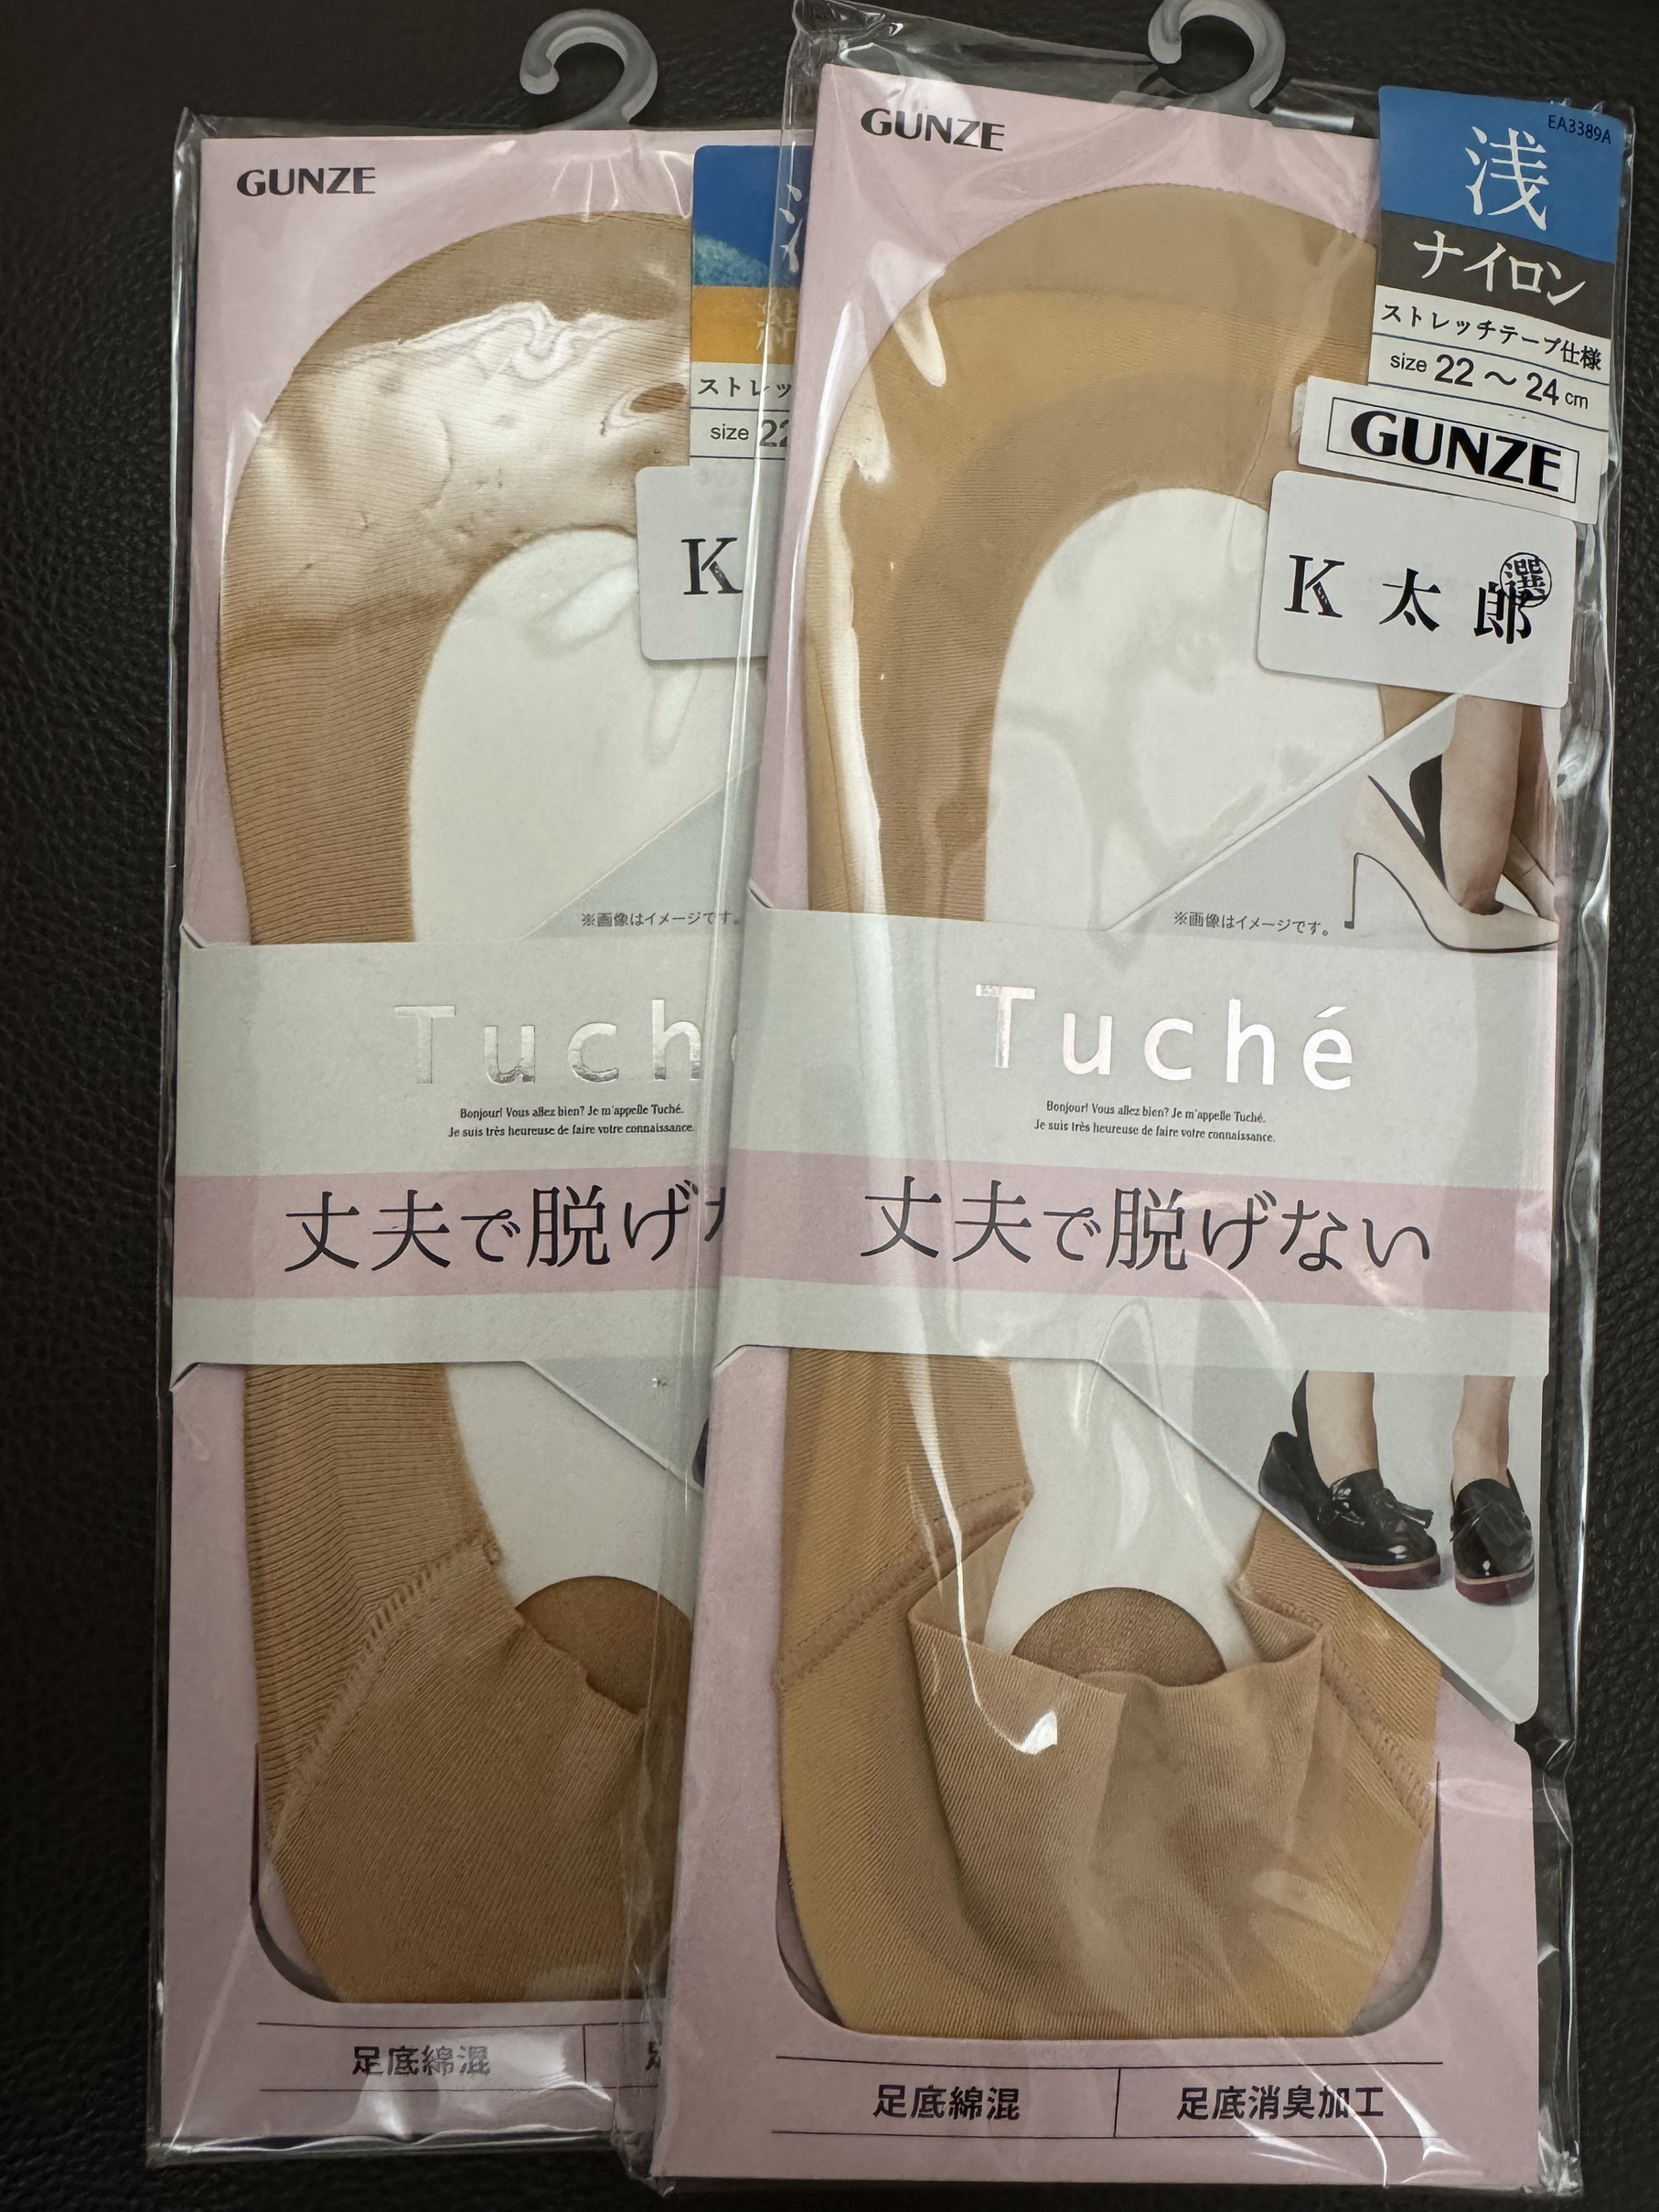 GUNZE
ストレッ
size 22
K
※画像はイメージです。
Tuch
Bonjour! Vous allez bien? Je m'appelle Tuché.
Je suis très heureuse de faire votre connaissance.
丈夫で脱げ
足底綿混
GUNZE
EA3389A
浅
ナイロン
ストレッチテープ仕様
size 22～24cm
GUNZE
K太郎
選
※画像はイメージです。
Tuché
Bonjour! Vous allez bien? Je m'appelle Tuché.
Je suis très heureuse de faire votre connaissance.
丈夫で脱げない
足底綿混
足底消臭加工